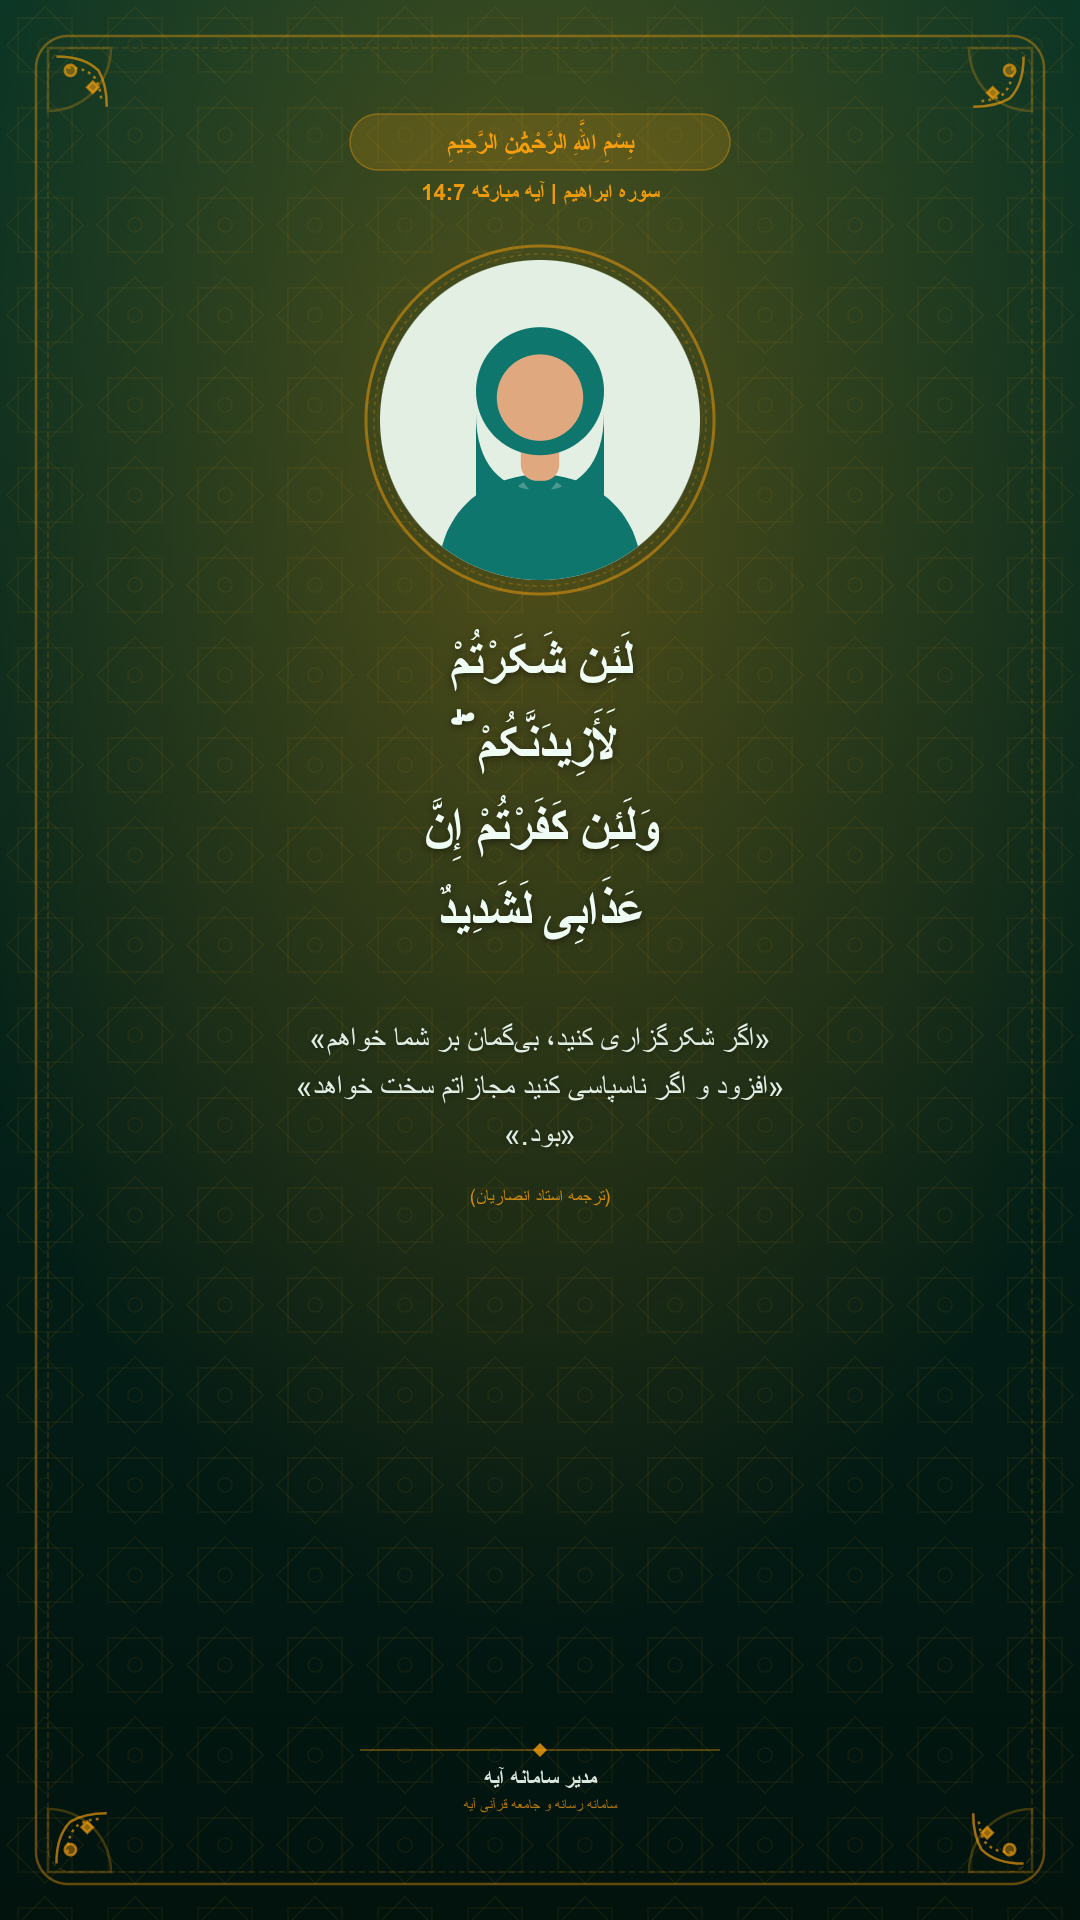 بِسْمِ اللَّهِ الرَّحْمَٰنِ الرَّحِيمِ
سوره ابراهیم | آیه مبارکه 14:7
لَئِن شَكَرْتُمْ
لَأَزِيدَنَّكُمْ ۖ
وَلَئِن كَفَرْتُمْ إِنَّ
عَذَابِی لَشَدِيدٌ
«اگر شکرگزاری کنید، بی‌گمان بر شما خواهم»
«افزود و اگر ناسپاسی کنید مجازاتم سخت خواهد»
«بود.»
(ترجمه استاد انصاریان)
مدیر سامانه آیه
سامانه رسانه و جامعه قرآنی آیه